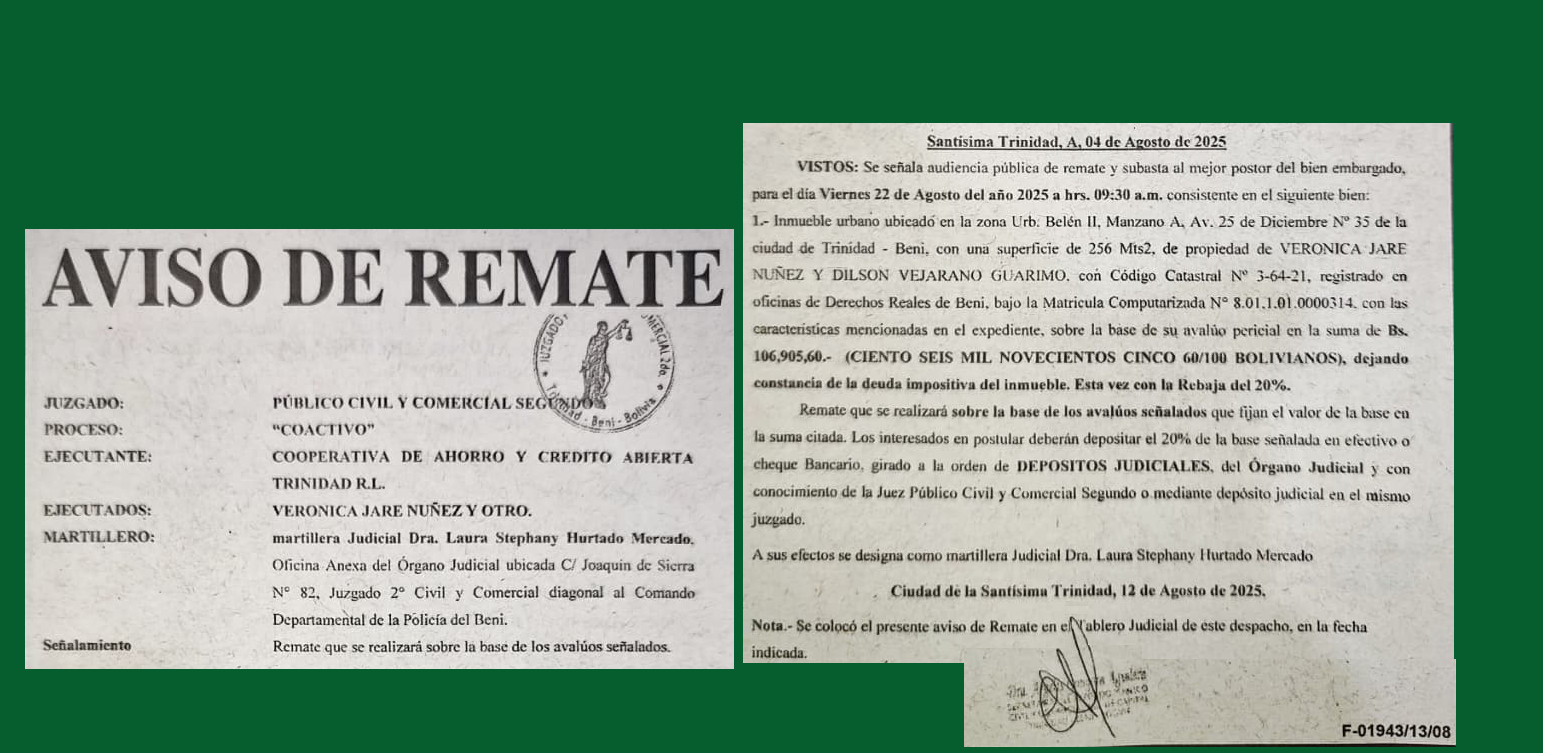 AVISO DE REMATE
JUZGADO COMERCIAL 2do.
Trinidad - Beni - Bolivia
JUZGADO: PÚBLICO CIVIL Y COMERCIAL SEGUNDO
PROCESO: “COACTIVO”
EJECUTANTE: COOPERATIVA DE AHORRO Y CREDITO ABIERTA
TRINIDAD R.L.
EJECUTADOS: VERONICA JARE NUÑEZ Y OTRO.
MARTILLERO: martillera Judicial Dra. Laura Stephany Hurtado Mercado,
Oficina Anexa del Órgano Judicial ubicada C/ Joaquin de Sierra
N° 82, Juzgado 2° Civil y Comercial diagonal al Comando
Departamental de la Policía del Beni.
Señalamiento Remate que se realizará sobre la base de los avalúos señalados.
Santísima Trinidad, A, 04 de Agosto de 2025
VISTOS: Se señala audiencia pública de remate y subasta al mejor postor del bien embargado,
para el día Viernes 22 de Agosto del año 2025 a hrs. 09:30 a.m. consistente en el siguiente bien:
1.- Inmueble urbano ubicado en la zona Urb. Belén II, Manzano A, Av. 25 de Diciembre N° 35 de la
ciudad de Trinidad - Beni, con una superficie de 256 Mts2, de propiedad de VERONICA JARE
NUÑEZ Y DILSON VEJARANO GUARIMO. con Código Catastral N° 3-64-21, registrado en
oficinas de Derechos Reales de Beni, bajo la Matricula Computarizada N° 8.01.1.01.0000314. con las
características mencionadas en el expediente, sobre la base de su avalúo pericial en la suma de Bs.
106,905,60.- (CIENTO SEIS MIL NOVECIENTOS CINCO 60/100 BOLIVIANOS), dejando
constancia de la deuda impositiva del inmueble. Esta vez con la Rebaja del 20%.
Remate que se realizará sobre la base de los avalúos señalados que fijan el valor de la base en
la suma citada. Los interesados en postular deberán depositar el 20% de la base señalada en efectivo o
cheque Bancario, girado a la orden de DEPOSITOS JUDICIALES, del Órgano Judicial y con
conocimiento de la Juez Público Civil y Comercial Segundo o mediante depósito judicial en el mismo
juzgado.
A sus efectos se designa como martillera Judicial Dra. Laura Stephany Hurtado Mercado
Ciudad de la Santísima Trinidad, 12 de Agosto de 2025.
Nota.- Se colocó el presente aviso de Remate en el Tablero Judicial de este despacho, en la fecha
indicada.
Dra.
F-01943/13/08